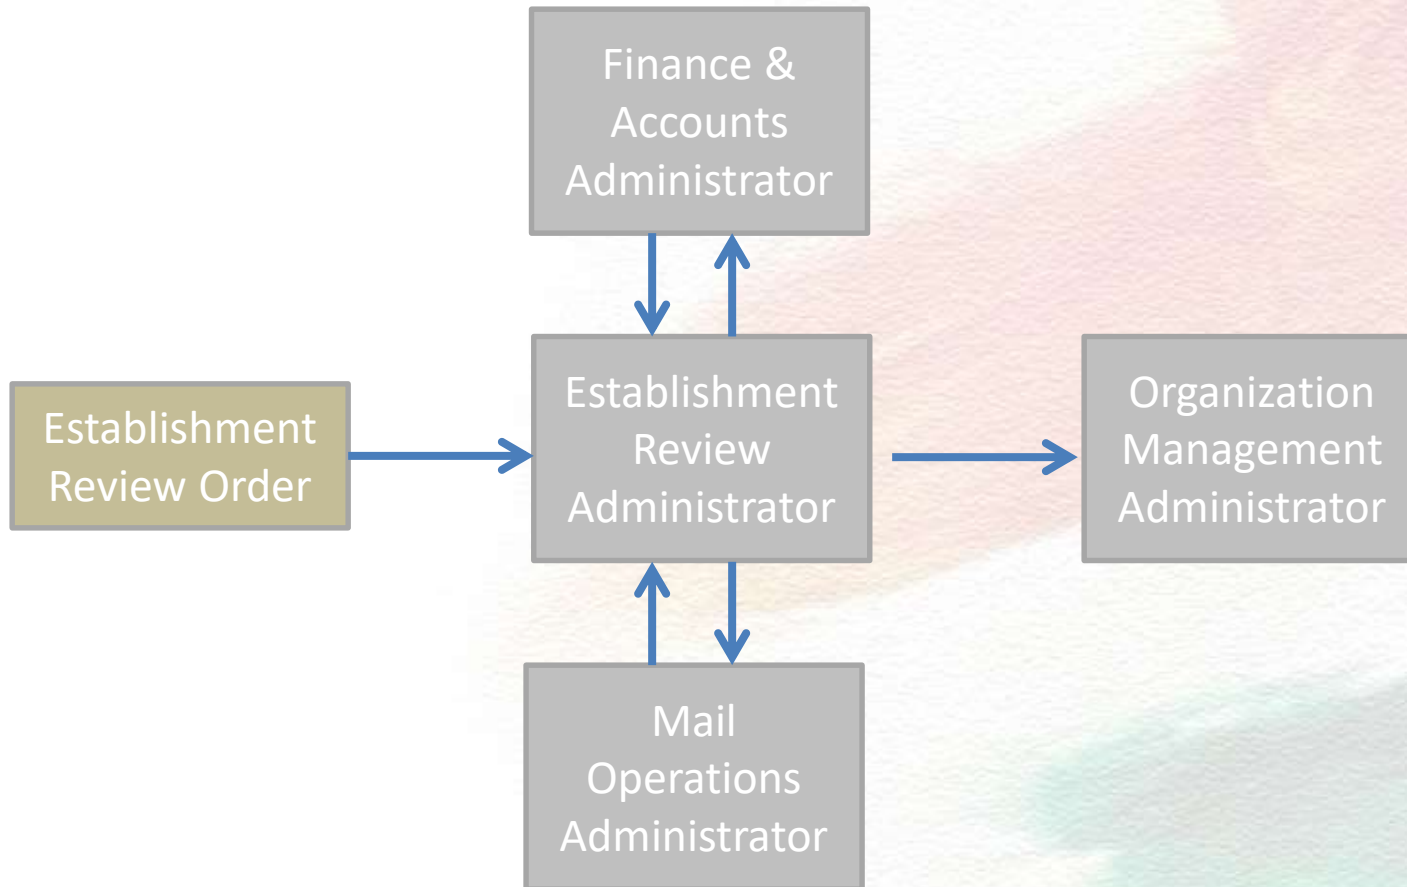 Finance &
Accounts
Administrator
Establishment
Review Order
Establishment
Review
Administrator
Organization
Management
Administrator
Mail
Operations
Administrator